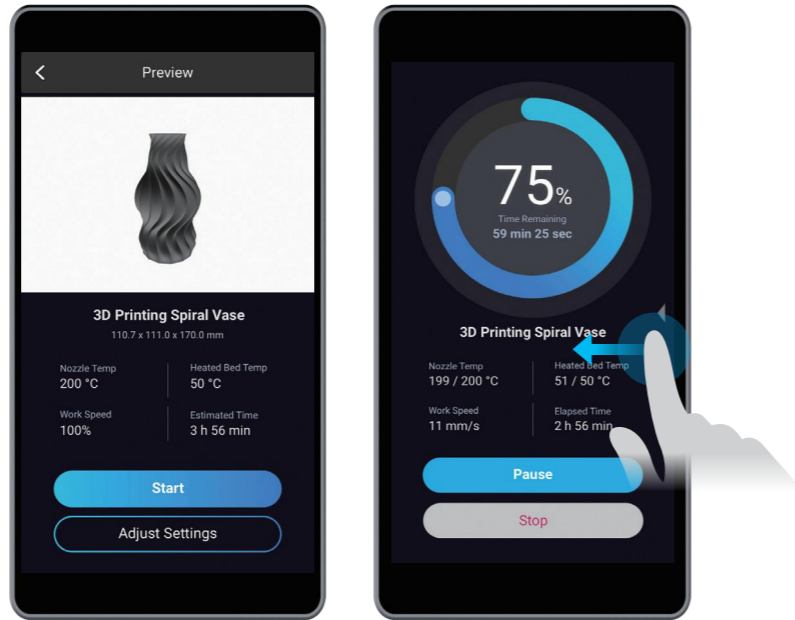 Preview
3D Printing Spiral Vase
110.7 x 111.0 x 170.0 mm
Nozzle Temp
200 °C
Heated Bed Temp
50 °C
Work Speed
100%
Estimated Time
3 h 56 min
Start
Adjust Settings
75%
Time Remaining
59 min 25 sec
3D Printing Spiral Vase
Nozzle Temp
199 / 200 °C
Heated Bed Temp
51 / 50 °C
Work Speed
11 mm/s
Elapsed Time
2 h 56 min
Pause
Stop